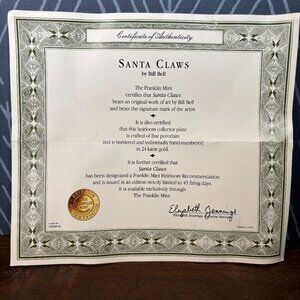 Certificate of Authenticity
SANTA CLAWS
by Bill Bell
The Franklin Mint
certifies that Santa Claws
bears an original work of art by Bill Bell
and bears the signature mark of the artist
It is also certified
that this heirloom collector plate
is crafted of fine porcelain
and is bordered and individually hand-numbered
in 24 karat gold.
It is further certified that
Santa Claws
has been designated a Franklin Mint Heirloom Recommendation
and is issued in an edition strictly limited to 45 firing days.
It is available exclusively through
The Franklin Mint.
Elizabeth Jennings